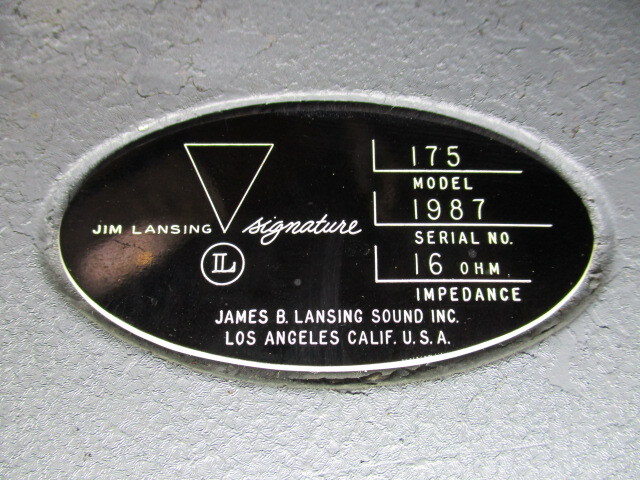 175
MODEL
1987
SERIAL NO.
16 OHM
IMPEDANCE
JIM LANSING signature
JL
JAMES B. LANSING SOUND INC.
LOS ANGELES CALIF. U.S.A.